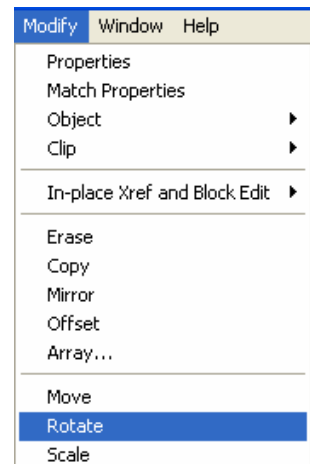 Modify Window Help
Properties
Match Properties
Object
Clip
In-place Xref and Block Edit
Erase
Copy
Mirror
Offset
Array...
Move
Rotate
Scale